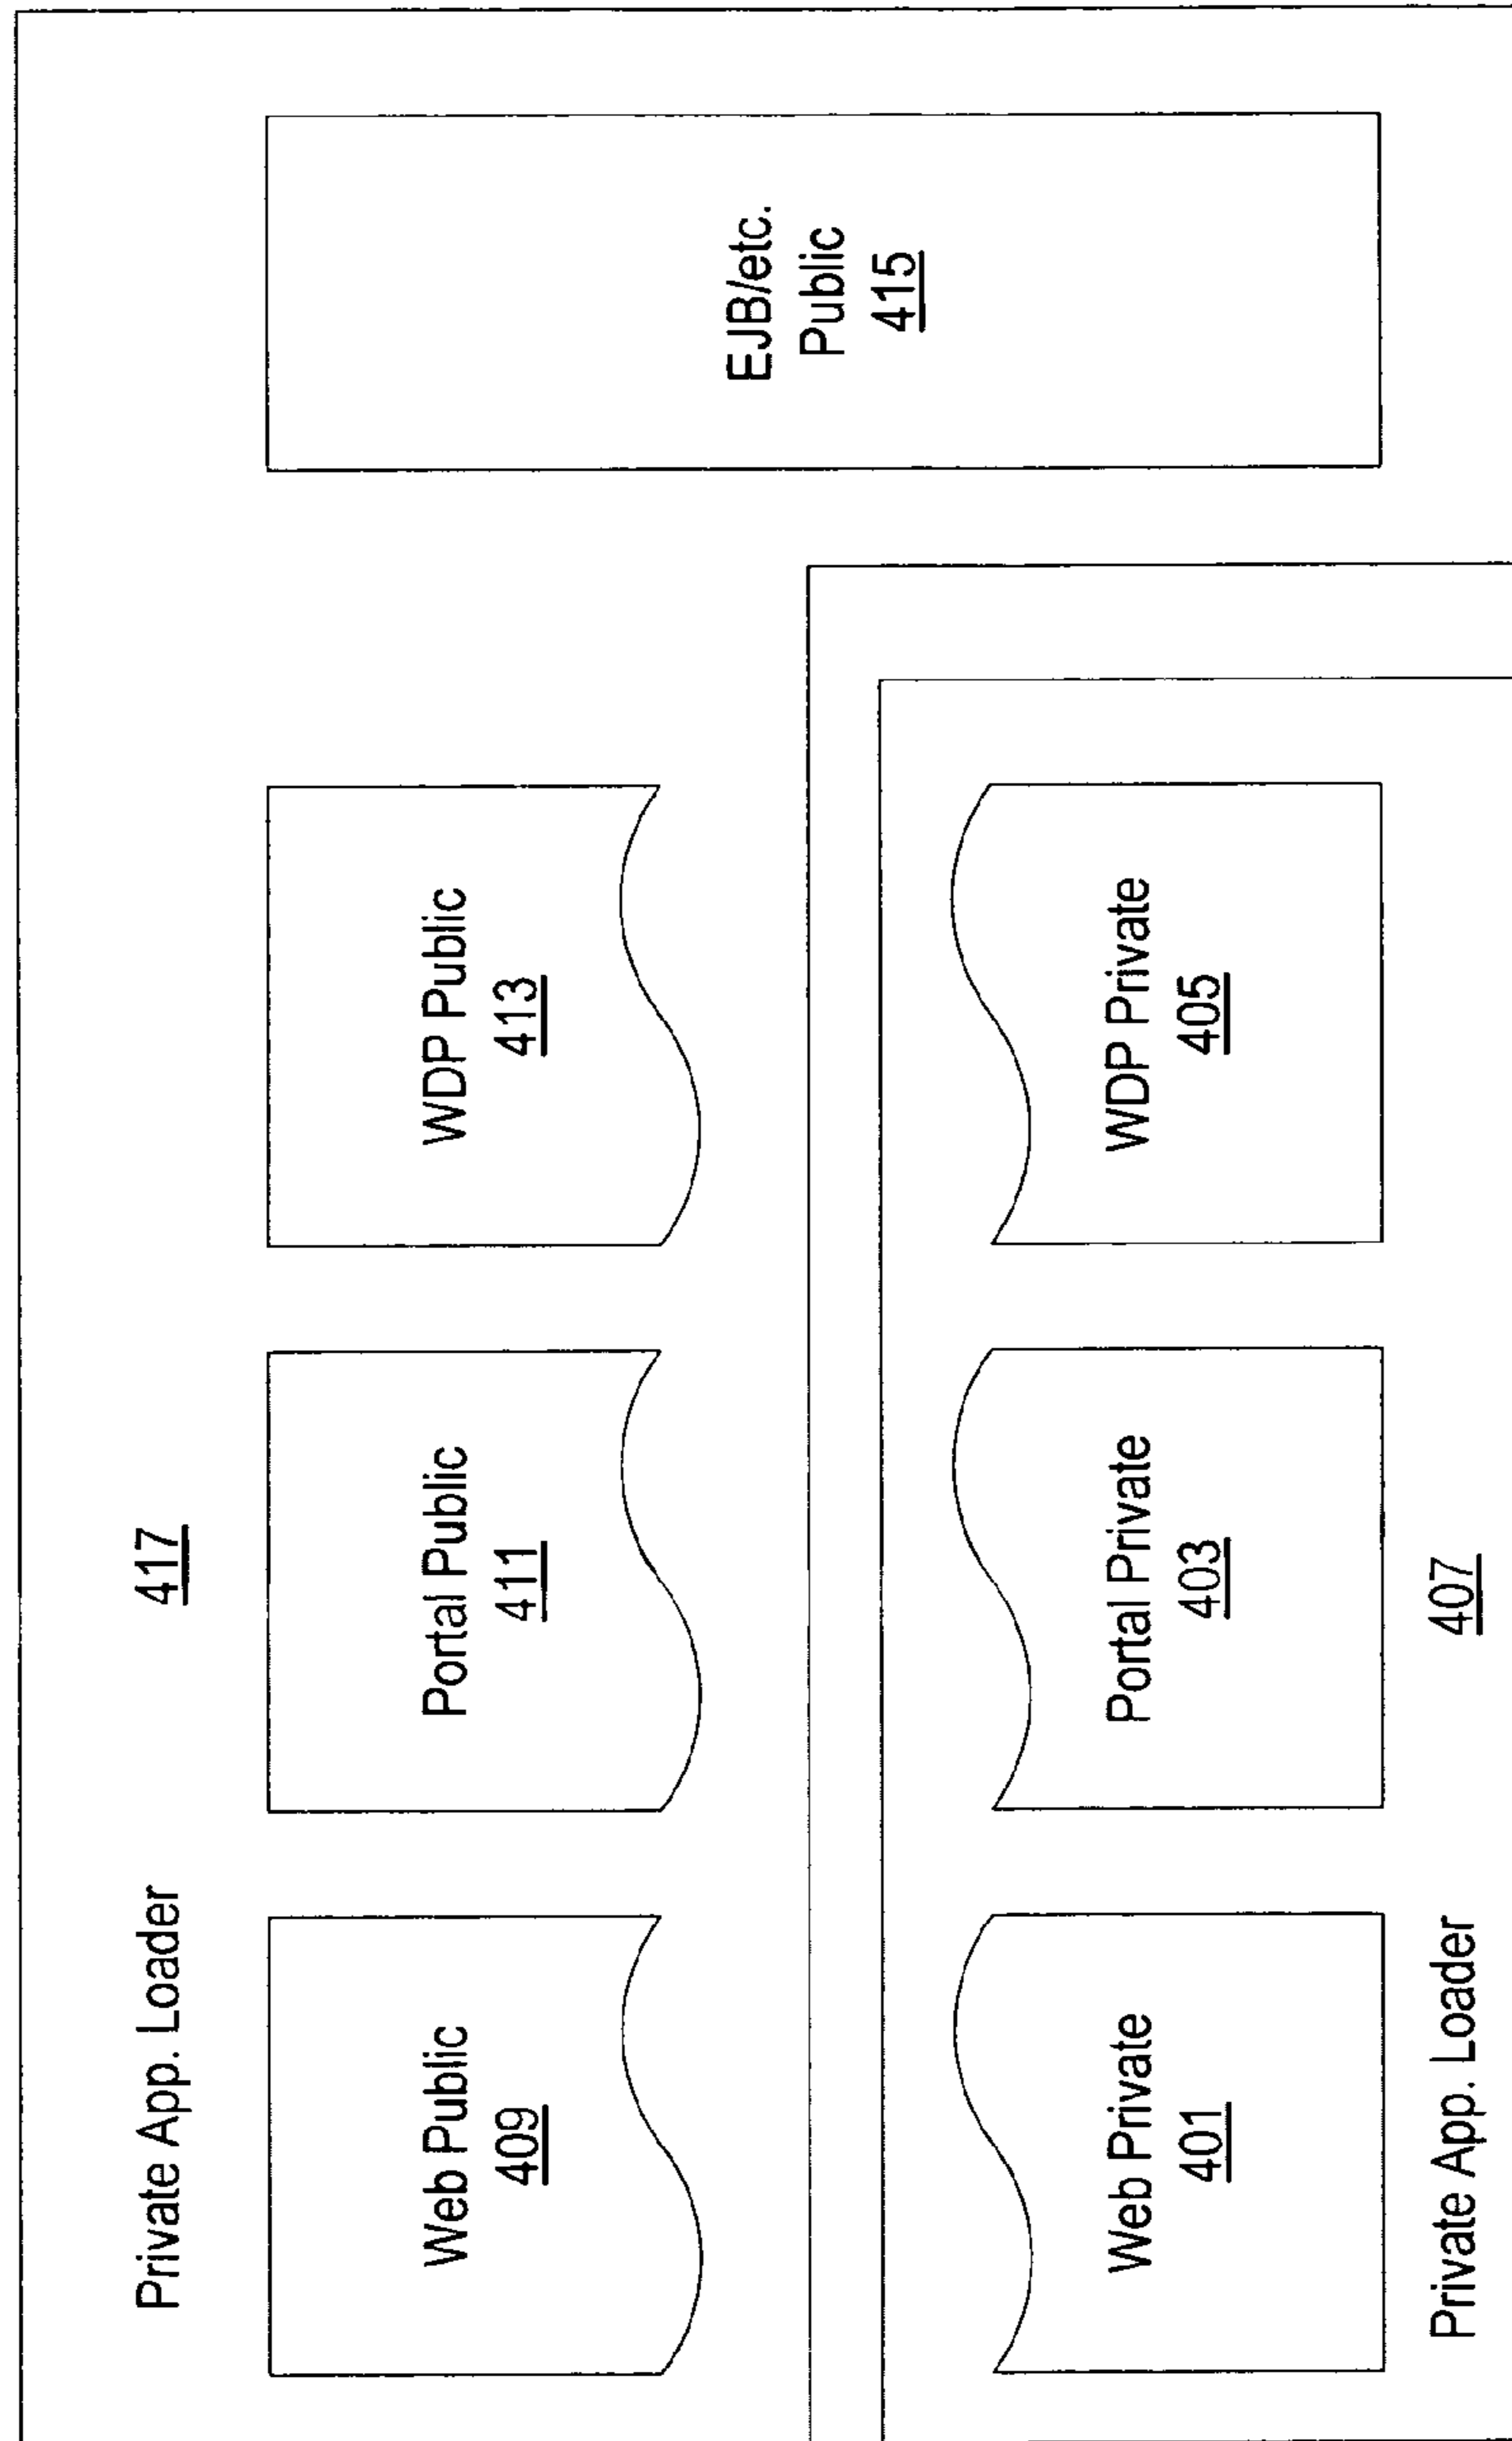 Private App. Loader
417
Web Public
409
Portal Public
411
WDP Public
413
EJB/etc.
Public
415
Web Private
401
Portal Private
403
WDP Private
405
Private App. Loader
407